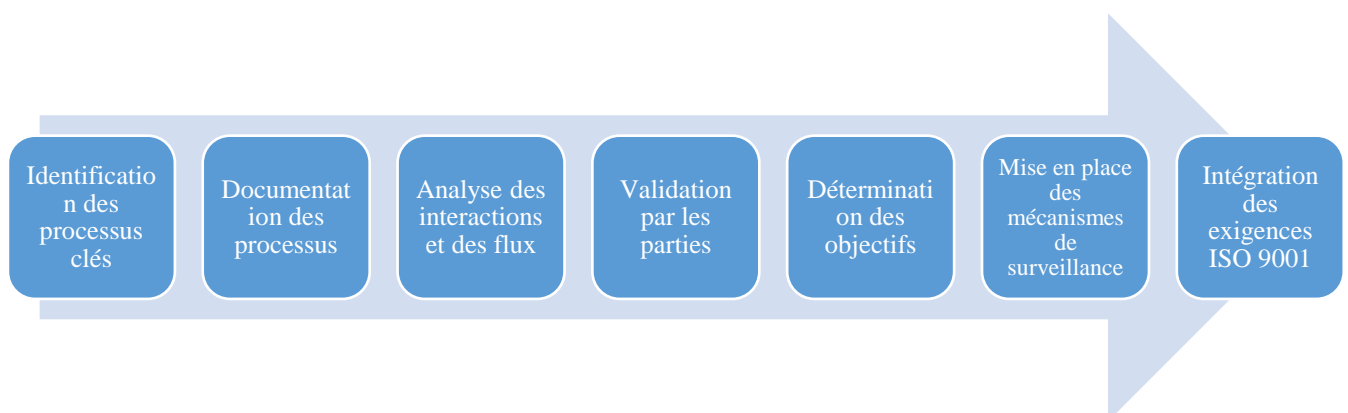 Identificatio
n des
processus
clés
Documentat
ion des
processus
Analyse des
interactions
et des flux
Validation
par les
parties
Déterminati
on des
objectifs
Mise en place
des
mécanismes
de
surveillance
Intégration
des
exigences
ISO 9001